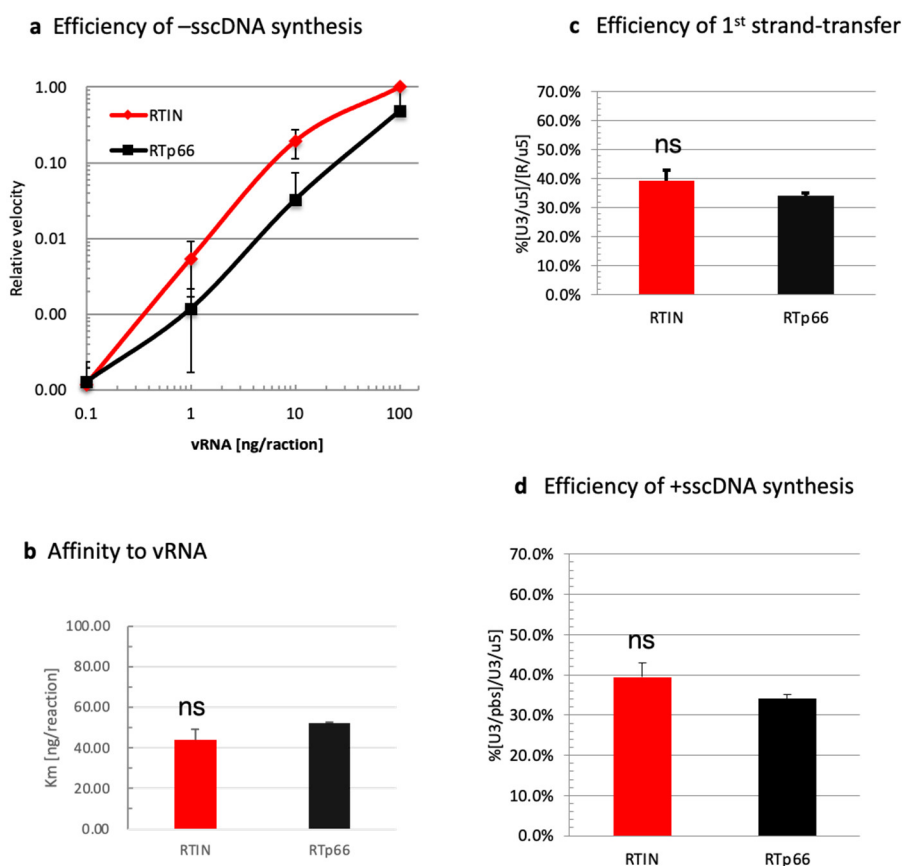 a Efficiency of –sscDNA synthesis
1.00
0.10
0.01
0.00
0.00
Relative velocity
RTIN
RTp66
0.1
1
10
100
vRNA [ng/raction]
b Affinity to vRNA
100.00
80.00
60.00
40.00
20.00
0.00
Km [ng/reaction]
ns
RTIN
RTp66
c Efficiency of 1st strand-transfer
70.0%
60.0%
50.0%
40.0%
30.0%
20.0%
10.0%
0.0%
%[U3/u5]/[R/u5]
ns
RTIN
RTp66
d Efficiency of +sscDNA synthesis
70.0%
60.0%
50.0%
40.0%
30.0%
20.0%
10.0%
0.0%
%[U3/pbs]/U3/u5]
ns
RTIN
RTp66